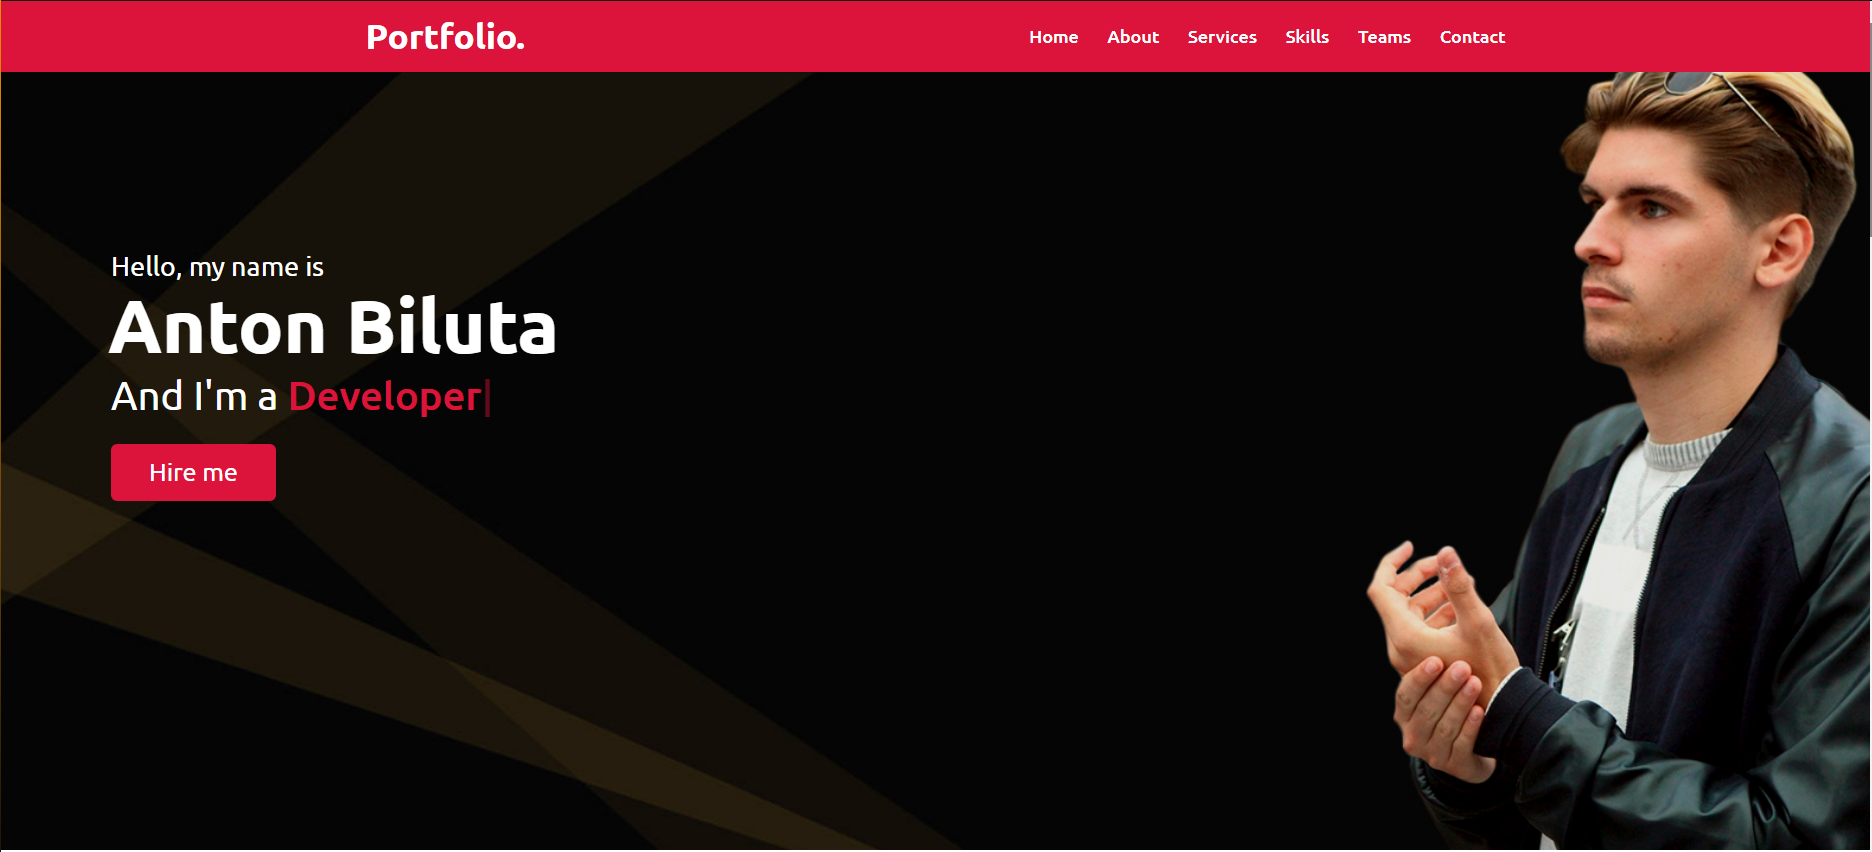 Portfolio.
Home About Services Skills Teams Contact
Hello, my name is
Anton Biluta
And I'm a Developer|
Hire me